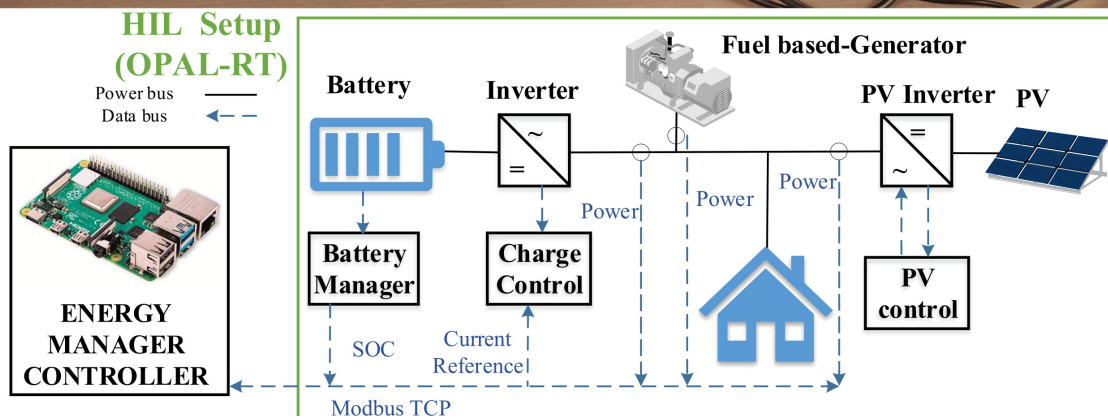 HIL Setup
(OPAL-RT)
Power bus
Data bus
ENERGY
MANAGER
CONTROLLER
Battery
Inverter
Fuel based-Generator
PV Inverter
PV
~
=
=
~
Power
Power
Power
Battery
Manager
Charge
Control
PV
control
SOC
Current
Reference
Modbus TCP